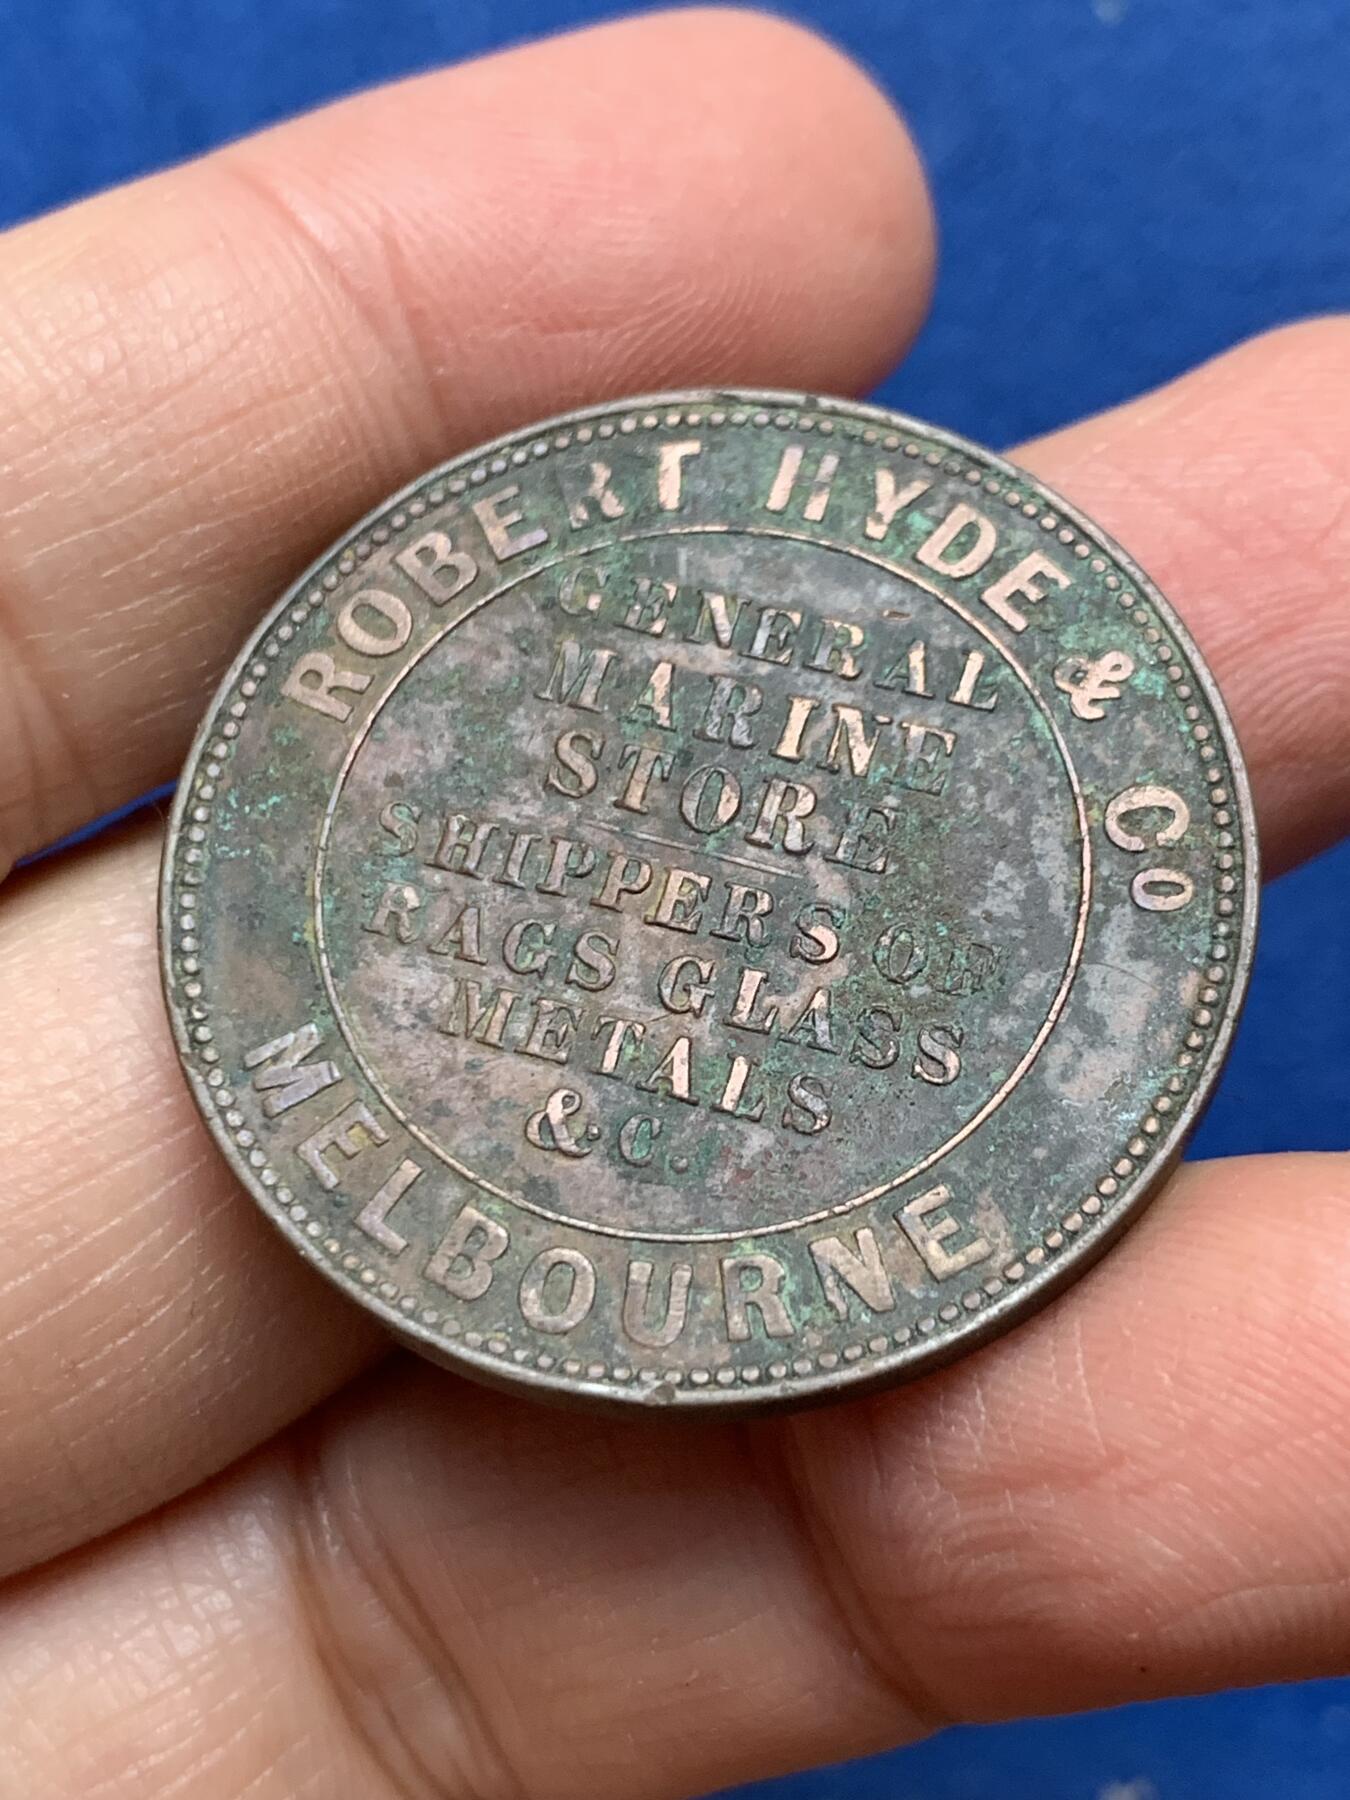 ROBERT HYDE & Co
GENERAL
MARINE
STORE
SHIPPERS OF
RAGS GLASS
METALS
& C.
MELBOURNE